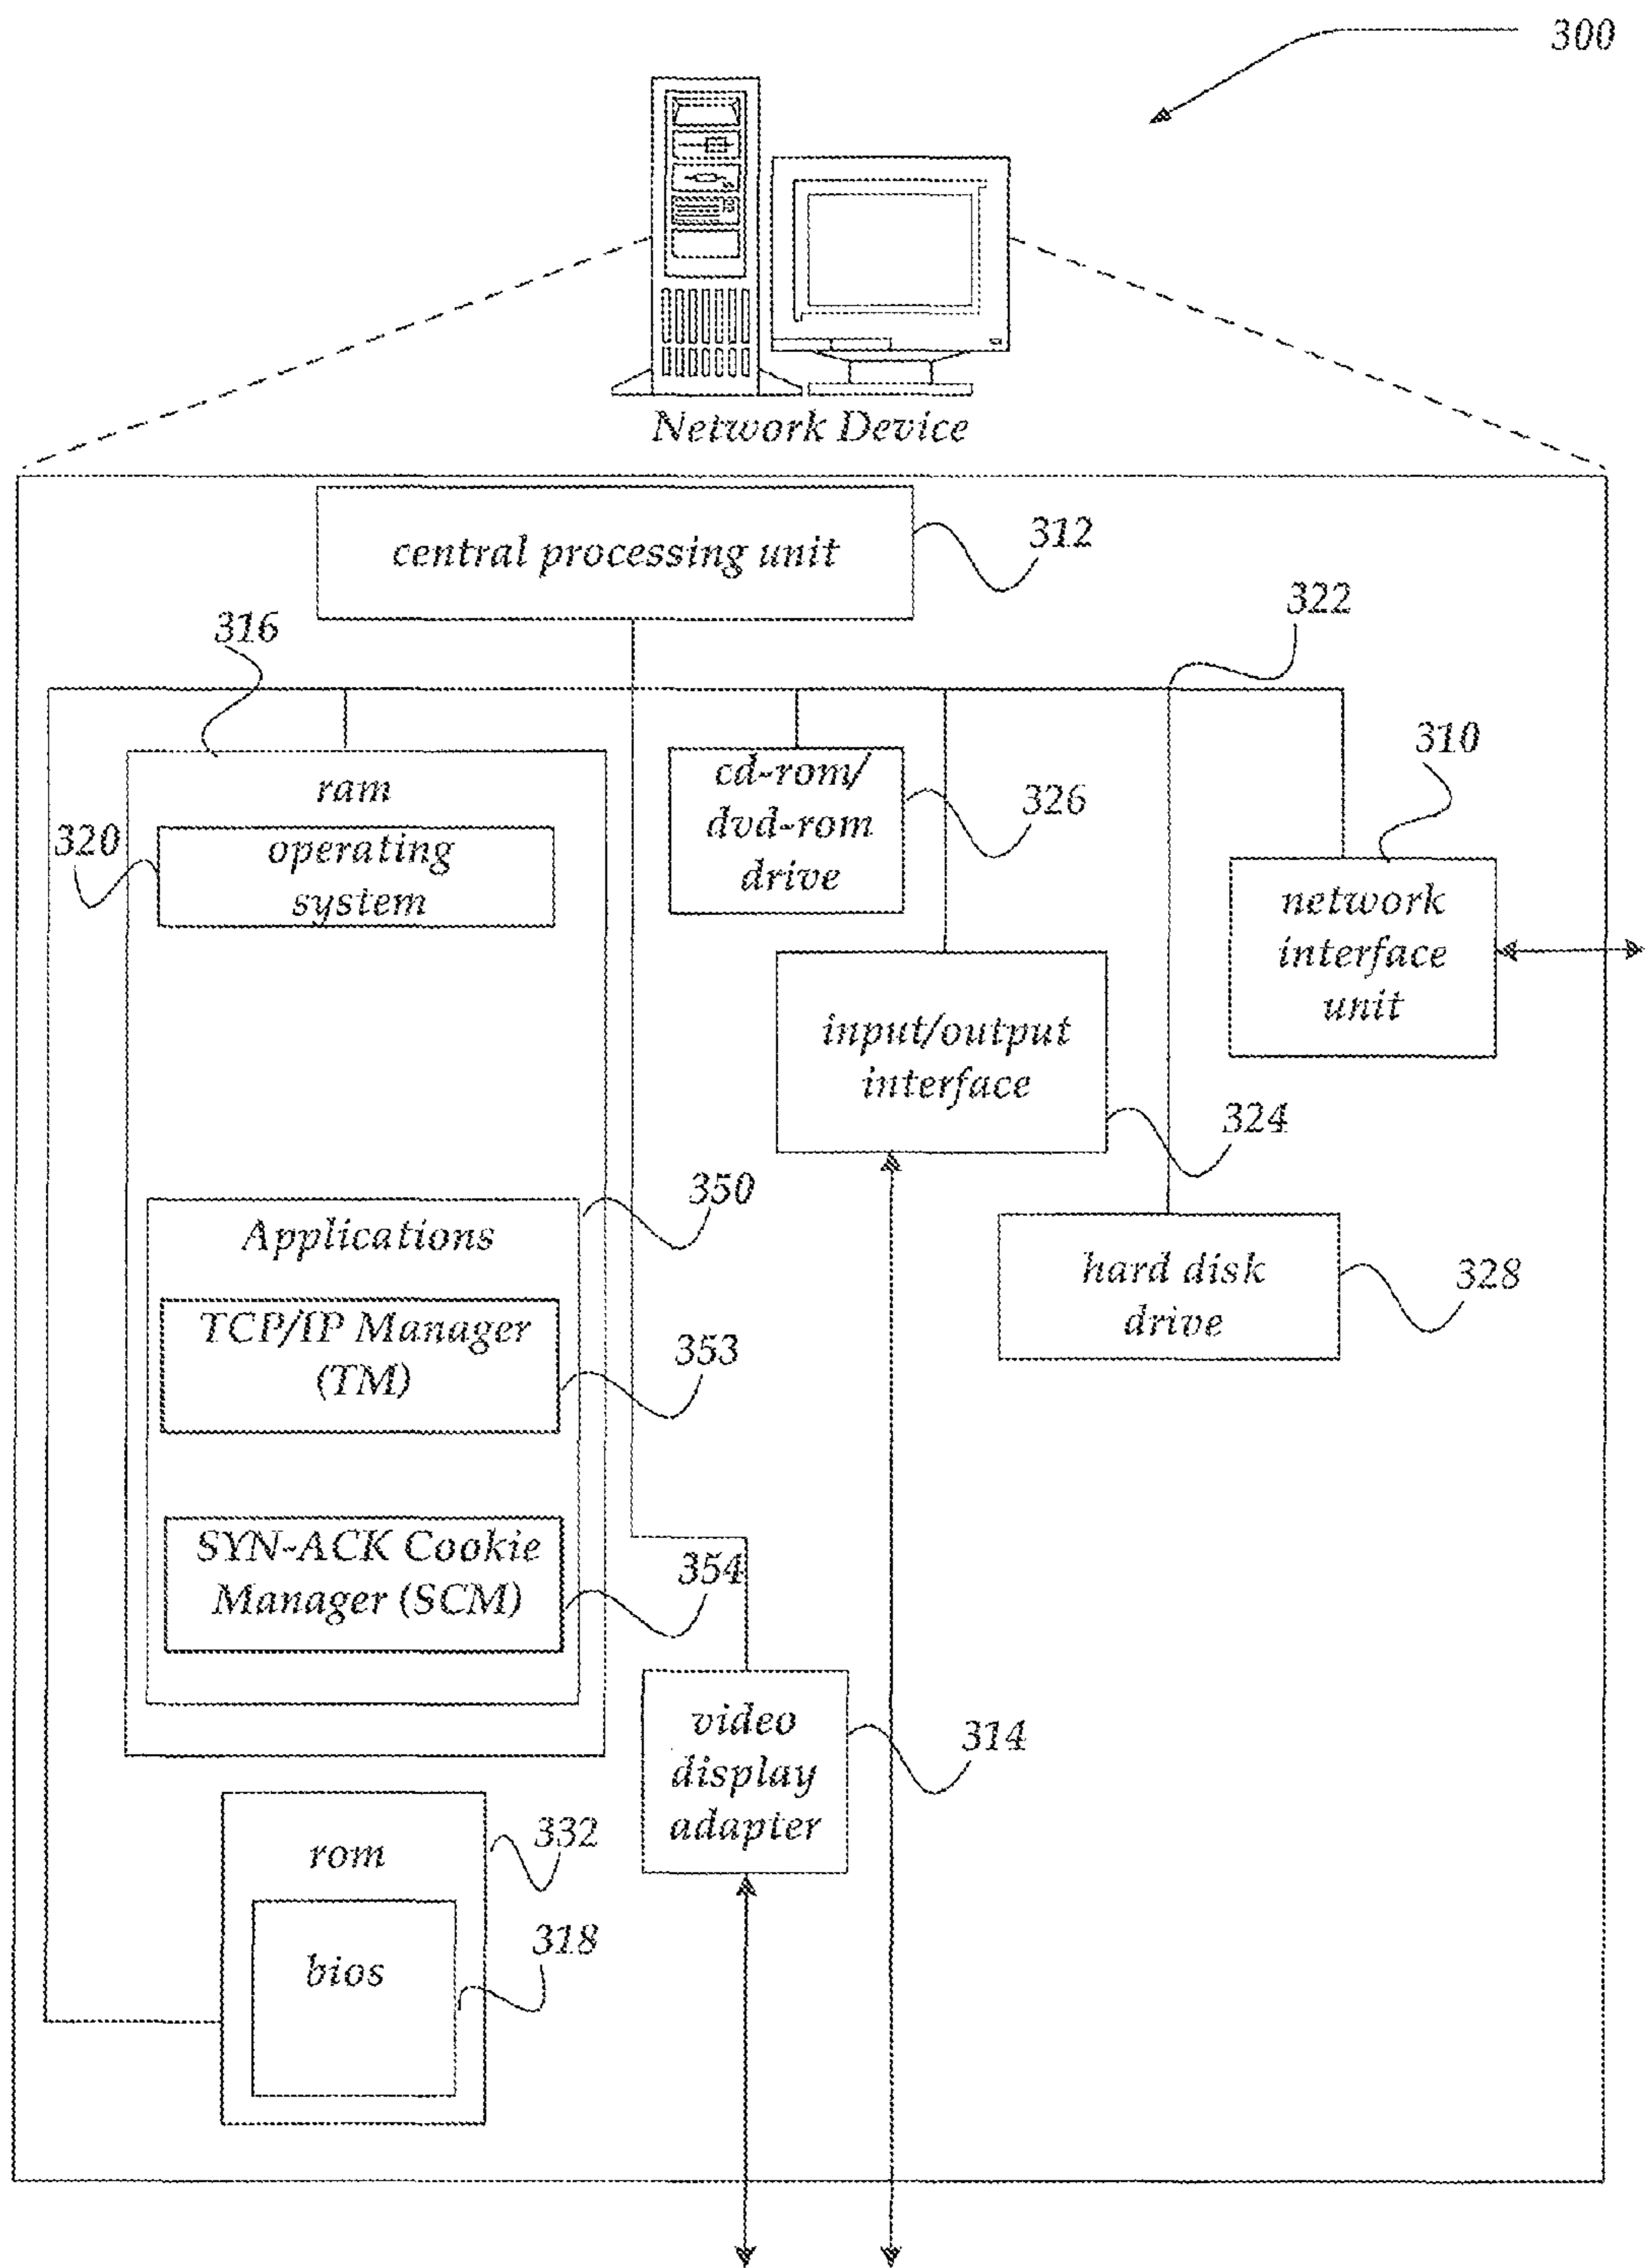 300
Network Device
central processing unit
312
322
316
310
ram
cd-rom/
dvd-rom
drive
326
320
operating
system
network
interface
unit
input/output
interface
324
350
Applications
hard disk
drive
328
TCP/IP Manager
(TM)
353
SYN-ACK Cookie
Manager (SCM)
354
video
display
adapter
314
rom
332
bios
318